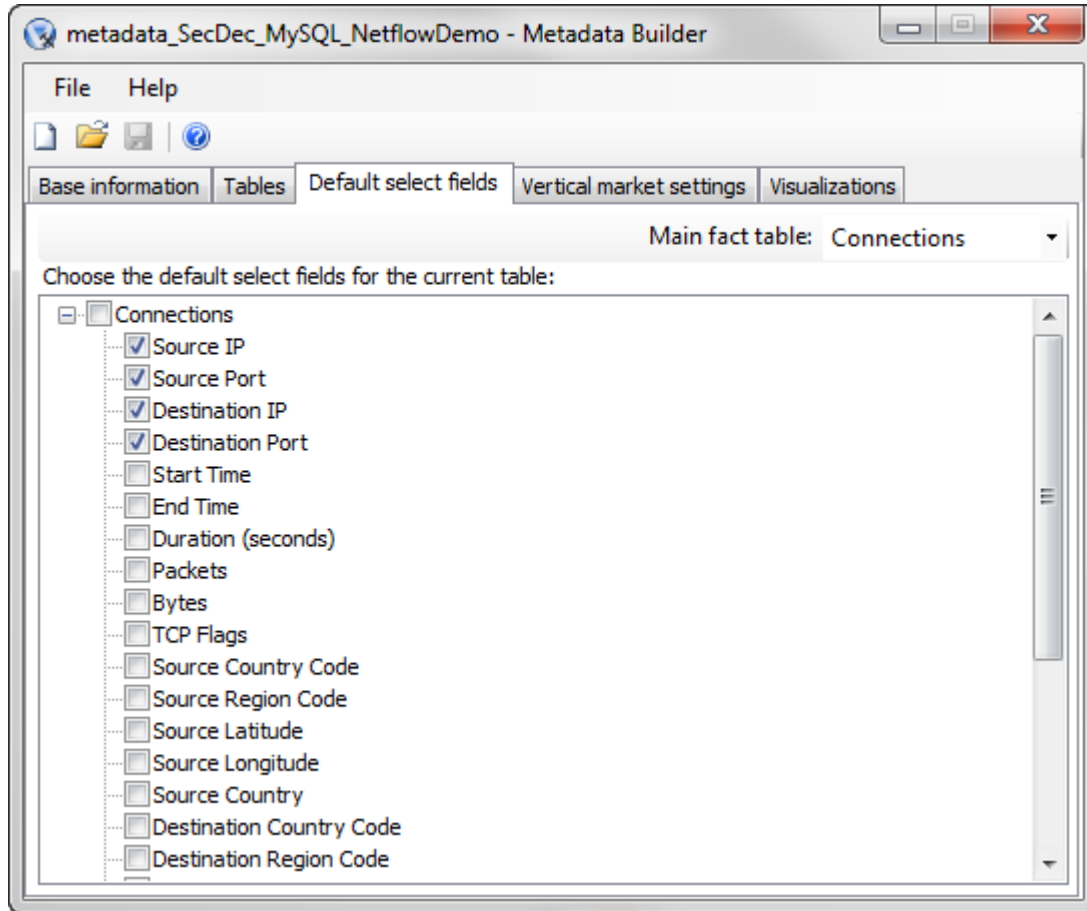 metadata_SecDec_MySQL_NetflowDemo - Metadata Builder
File Help
Base information Tables Default select fields Vertical market settings Visualizations
Main fact table: Connections
Choose the default select fields for the current table:
Connections
Source IP
Source Port
Destination IP
Destination Port
Start Time
End Time
Duration (seconds)
Packets
Bytes
TCP Flags
Source Country Code
Source Region Code
Source Latitude
Source Longitude
Source Country
Destination Country Code
Destination Region Code